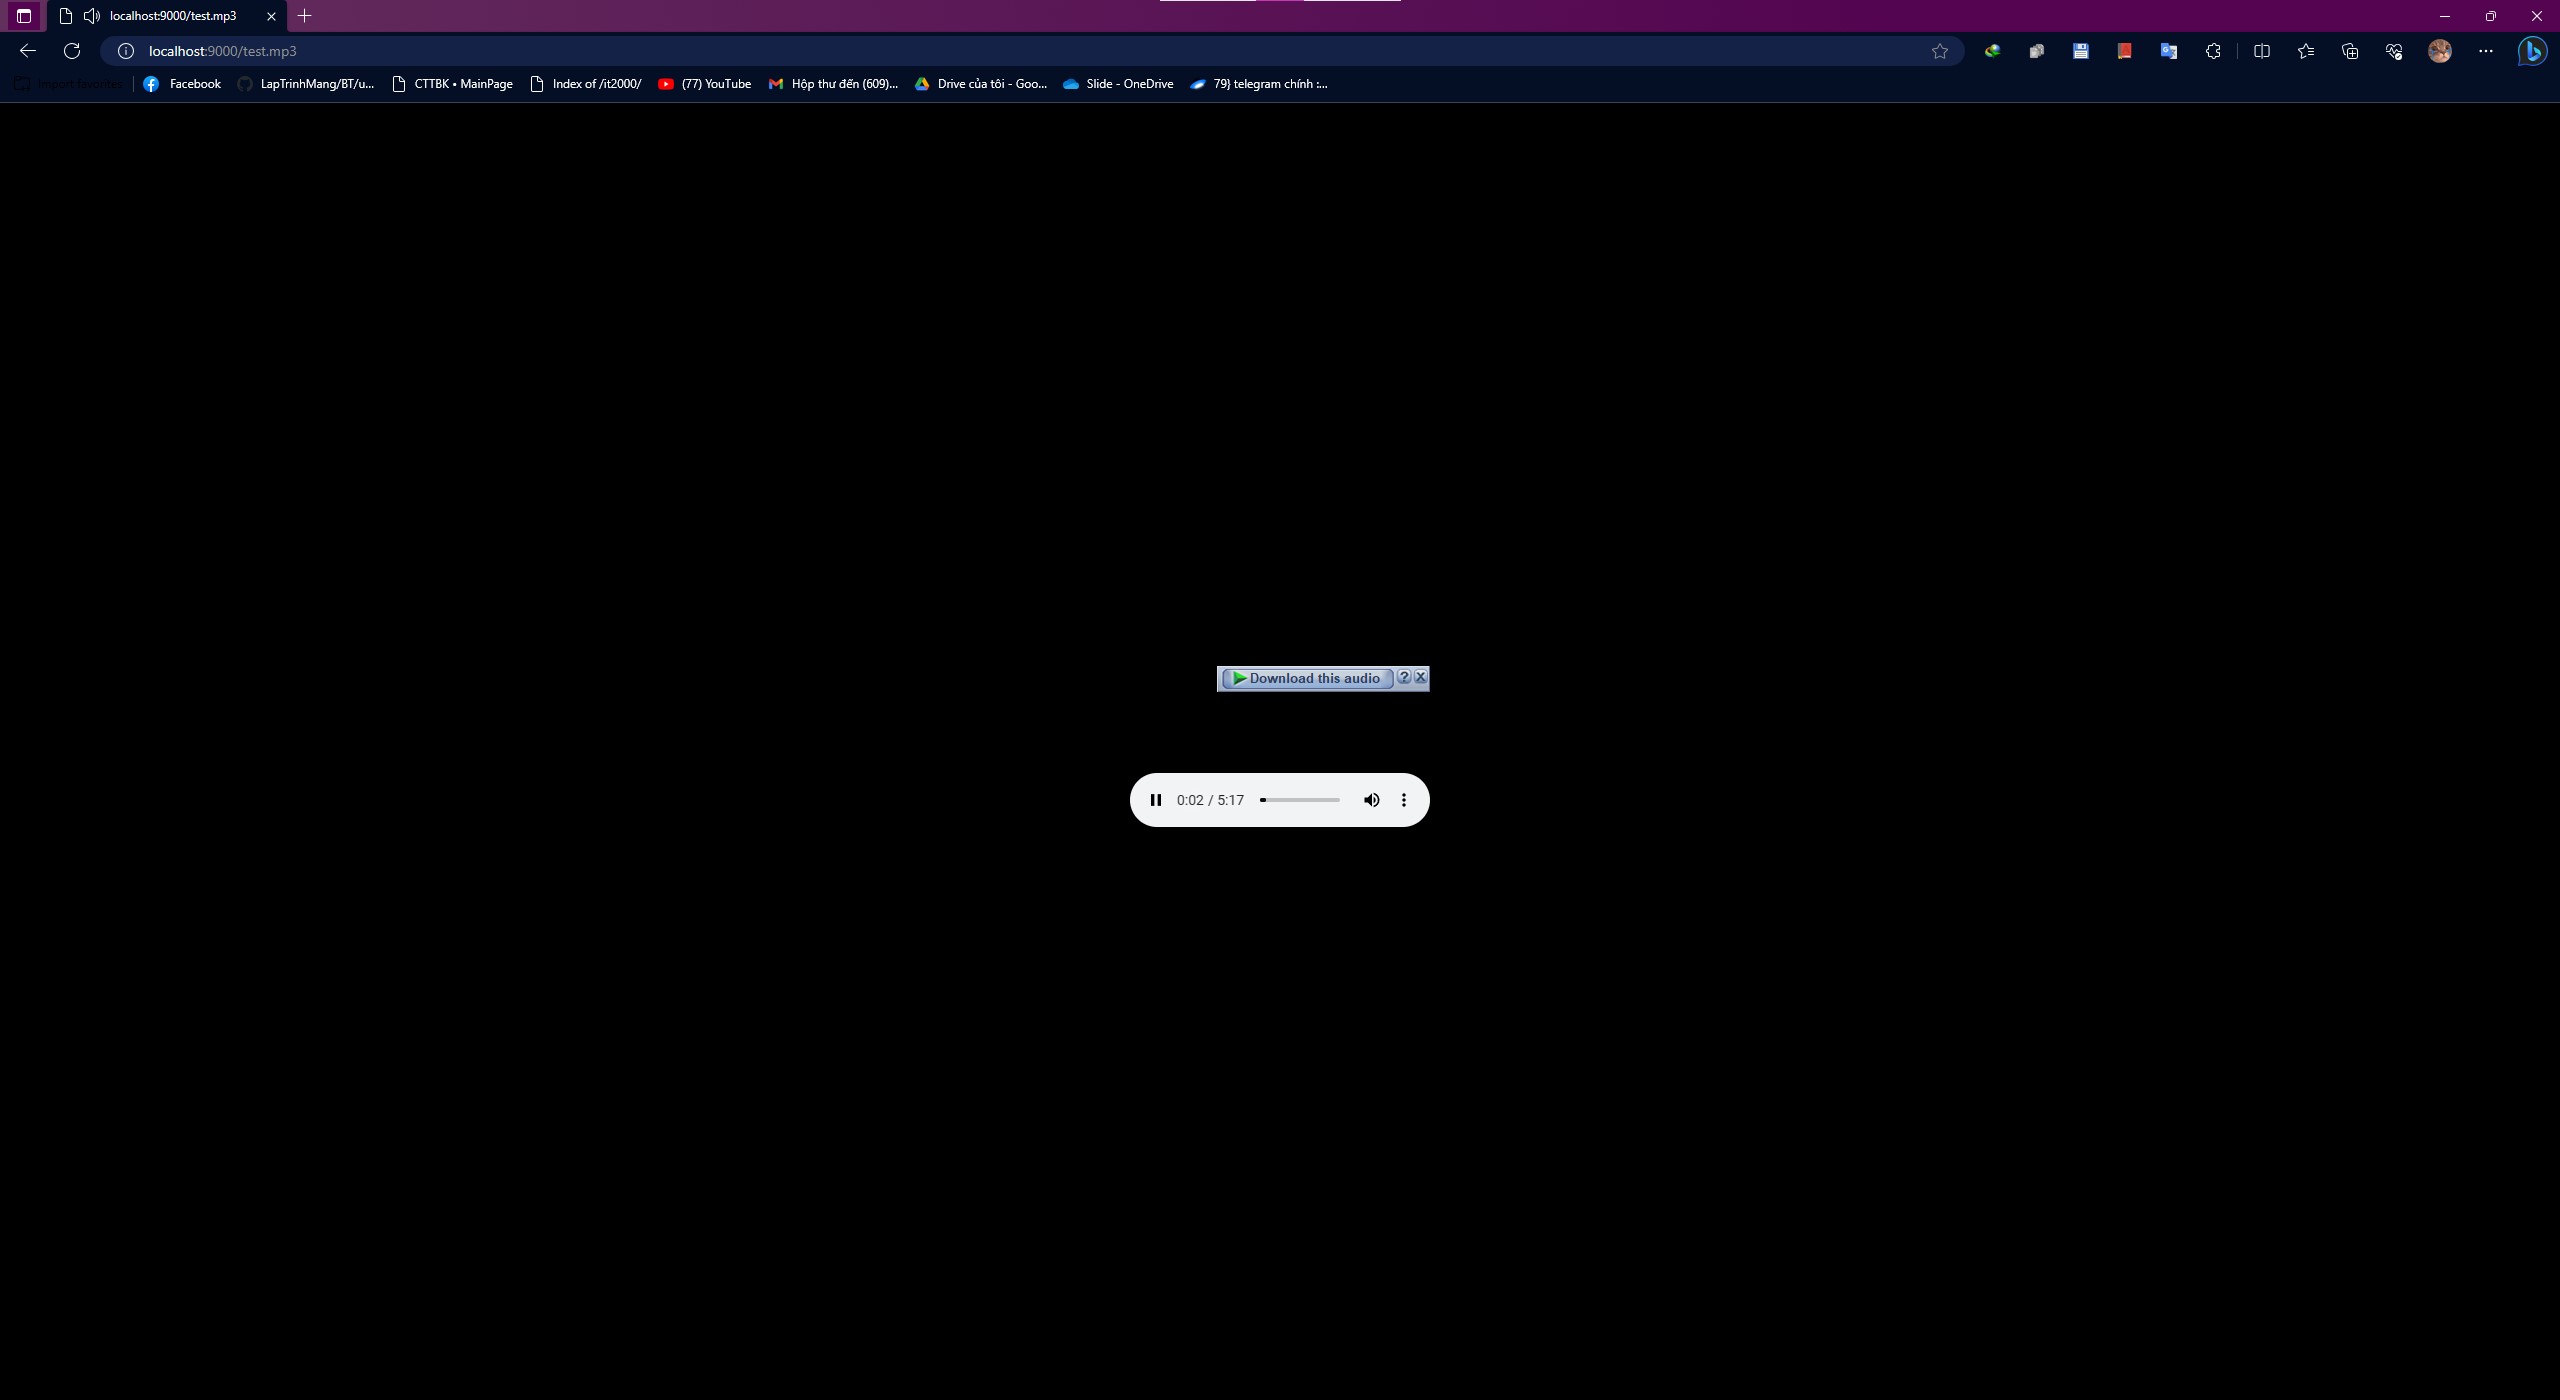 localhost:9000/test.mp3
localhost:9000/test.mp3
Import favorites
Facebook
LapTrinhMang/BT/u...
CTTBK • MainPage
Index of /it2000/
(77) YouTube
Hộp thư đến (609)...
Drive của tôi - Goo...
Slide - OneDrive
79} telegram chính :...
Download this audio
0:02 / 5:17